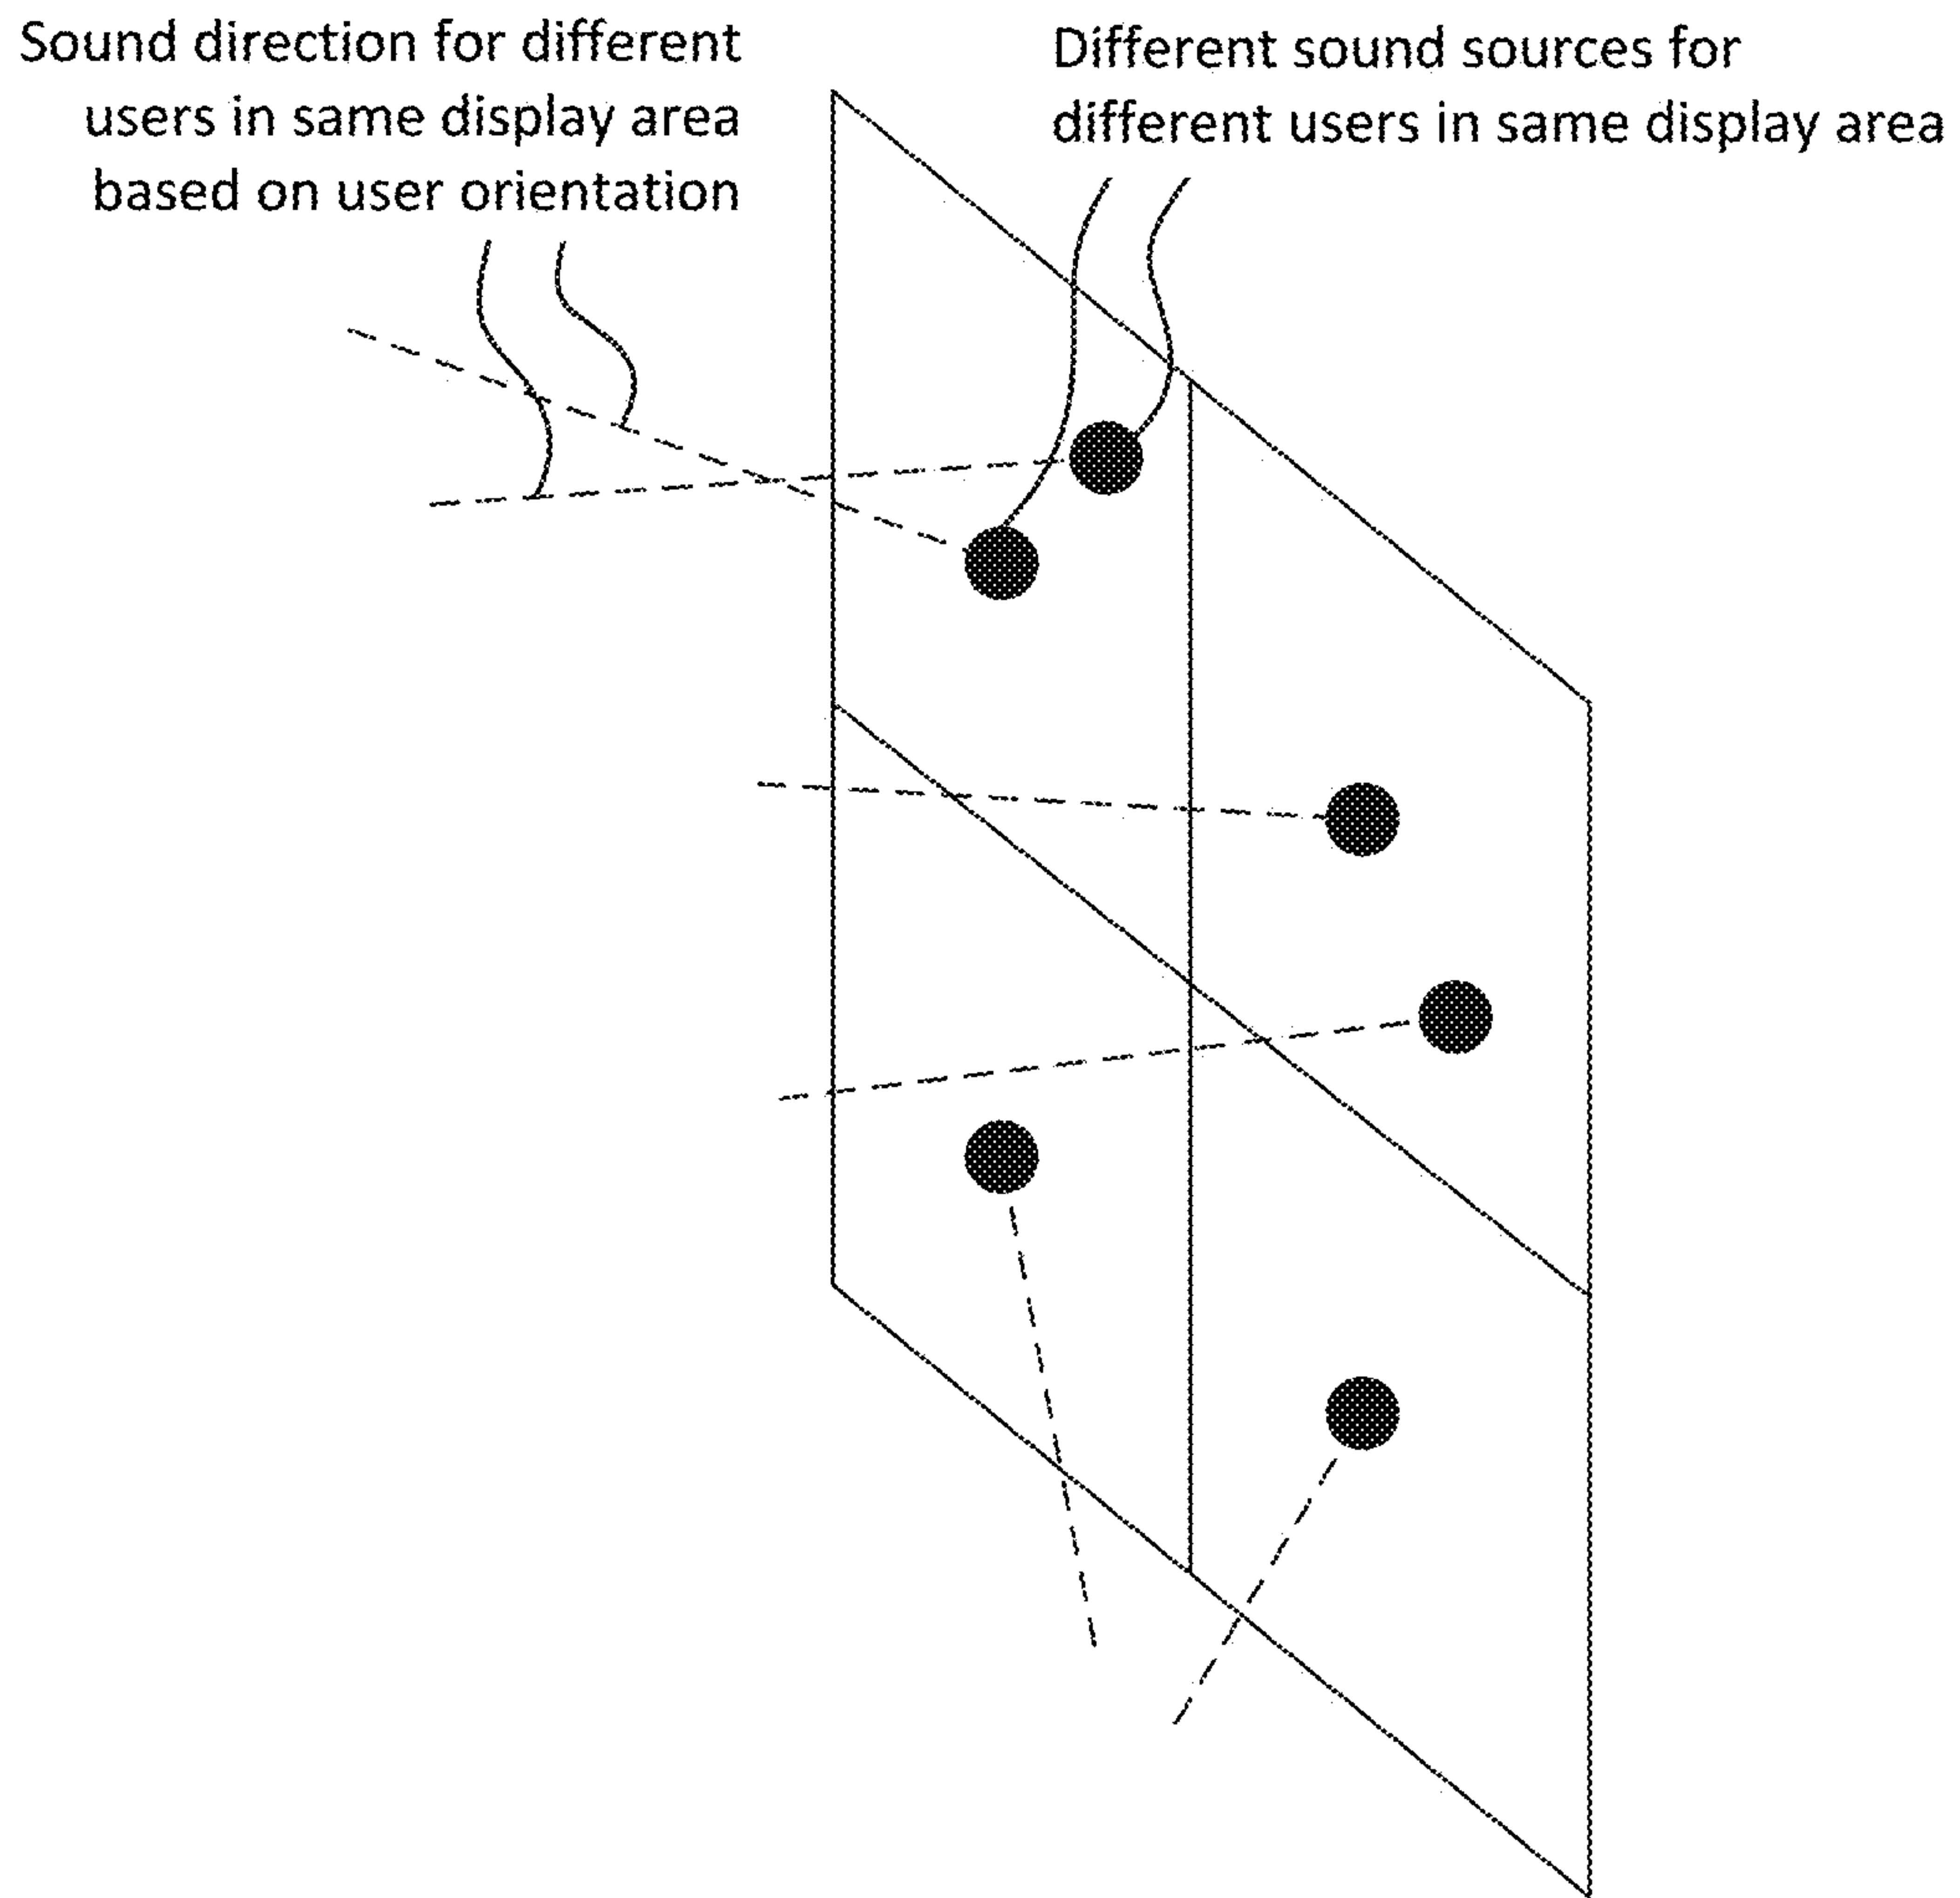 Sound direction for different
users in same display area
based on user orientation
Different sound sources for
different users in same display area